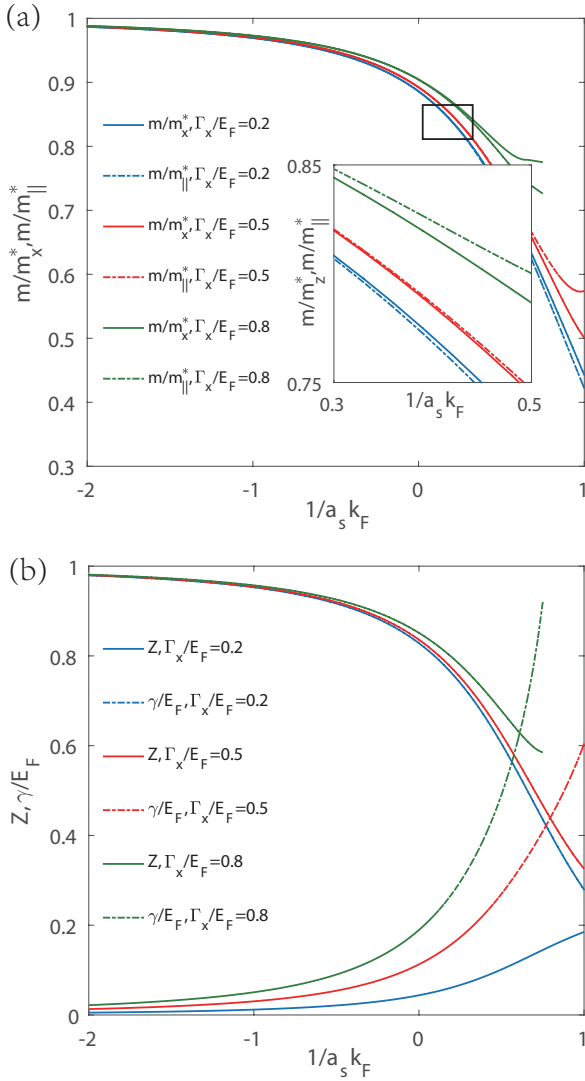 (a)
1
0.9
0.8
0.7
0.6
0.5
0.4
0.3
m/m*x,m/m*||
m/m*x,Γx/EF=0.2
m/m*||,Γx/EF=0.2
m/m*x,Γx/EF=0.5
m/m*||,Γx/EF=0.5
m/m*x,Γx/EF=0.8
m/m*||,Γx/EF=0.8
0.85
0.75
m/m*z,m/m*||
0.3
0.5
1/askF
-2
-1
0
1
1/askF
(b)
1
0.8
0.6
0.4
0.2
0
Z,γ/EF
Z,Γx/EF=0.2
γ/EF,Γx/EF=0.2
Z,Γx/EF=0.5
γ/EF,Γx/EF=0.5
Z,Γx/EF=0.8
γ/EF,Γx/EF=0.8
-2
-1
0
1
1/askF